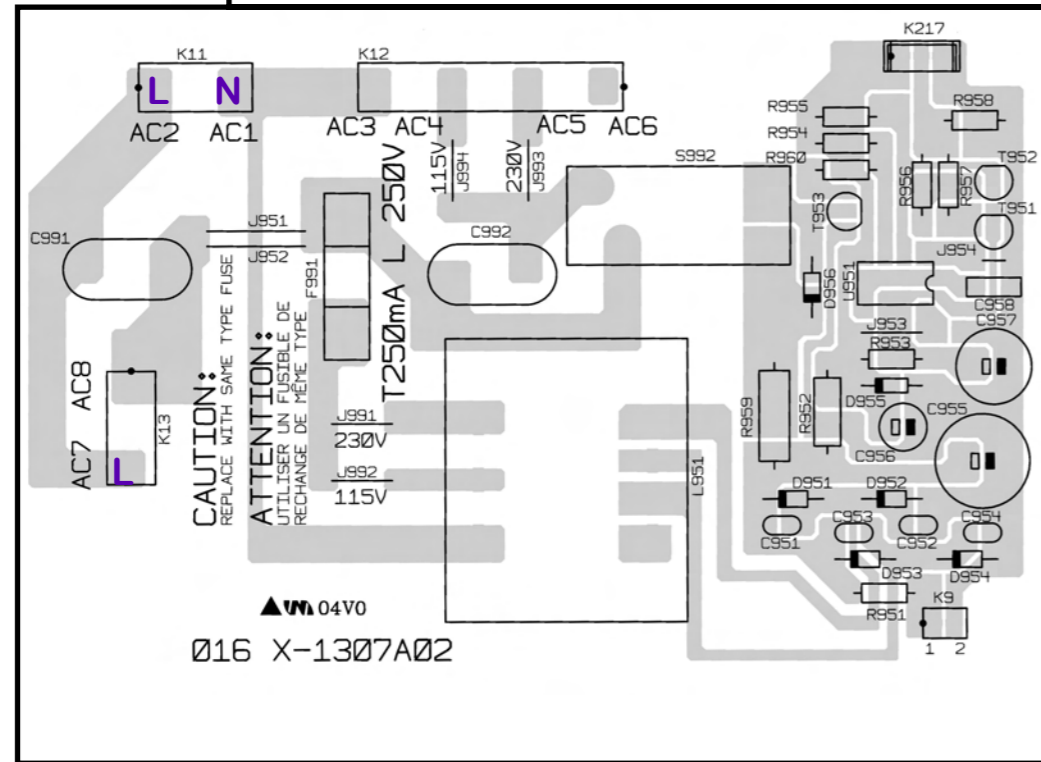 K217
K11
K12
L
N
AC2
AC1
AC3
AC4
AC5
AC6
115V
J994
230V
J993
S992
R955
R954
R960
R958
R956
R957
T952
T953
T951
J954
C991
J951
J952
F991
T250mA L 250V
C992
D956
U951
C958
C957
J953
R953
D955
C955
C956
R959
R952
AC8
AC7
K13
L
CAUTION:
REPLACE WITH SAME TYPE FUSE
ATTENTION:
UTILISER UN FUSIBLE DE
RECHANGE DE MÊME TYPE
J991
230V
J992
115V
L951
D951
D952
C951
C953
C952
C954
D953
D954
R951
K9
1 2
04V0
016 X-1307A02